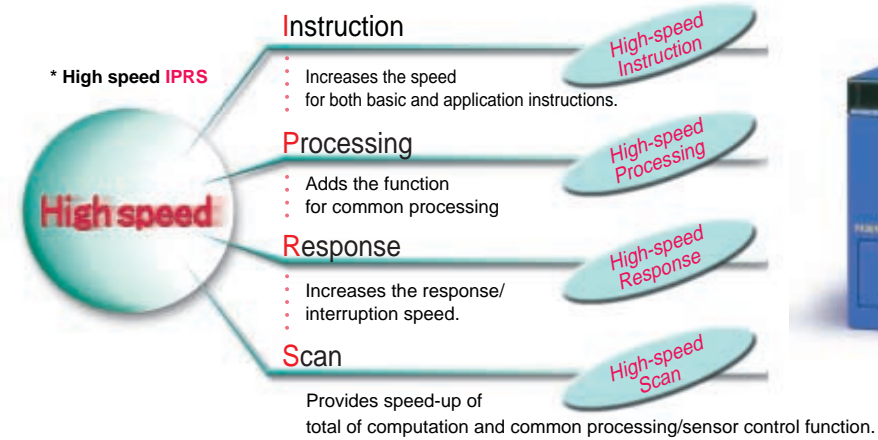 Instruction
High-speed
Instruction
* High speed IPRS
Increases the speed
for both basic and application instructions.
Processing
High-speed
Processing
Adds the function
for common processing
High speed
Response
High-speed
Response
Increases the response/
interruption speed.
Scan
High-speed
Scan
Provides speed-up of
total of computation and common processing/sensor control function.